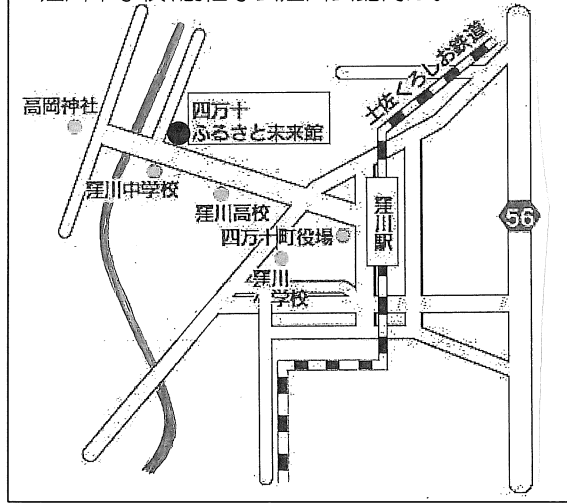 土佐くろしお鉄道
四万十
ふるさと未来館
高岡神社
窪川中学校
窪川高校
四万十町役場
窪川駅
56
窪川
学校